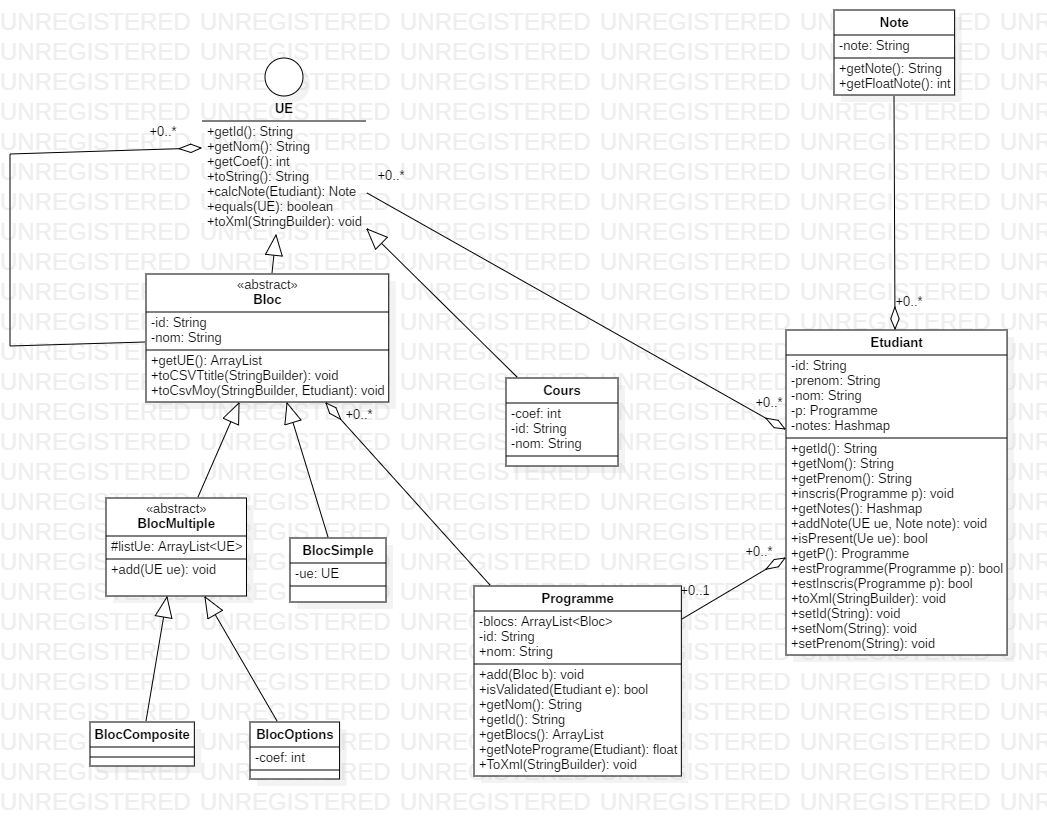 Note
-note: String
+getNote(): String
+getFloatNote(): int
UE
+getId(): String
+getNom(): String
+getCoef(): int
+toString(): String
+calcNote(Etudiant): Note
+equals(UE): boolean
+toXml(StringBuilder): void
+0..*
+0..*
«abstract»
Bloc
-id: String
-nom: String
+getUE(): ArrayList
+toCSVTtitle(StringBuilder): void
+toCsvMoy(StringBuilder, Etudiant): void
+0..*
Cours
-coef: int
-id: String
-nom: String
+0..*
+0..*
Etudiant
-id: String
-prenom: String
-nom: String
-p: Programme
-notes: Hashmap
+getId(): String
+getNom(): String
+getPrenom(): String
+inscris(Programme p): void
+getNotes(): Hashmap
+addNote(UE ue, Note note): void
+isPresent(Ue ue): bool
+getP(): Programme
+estProgramme(Programme p): bool
+estInscris(Programme p): bool
+toXml(StringBuilder): void
+setId(String): void
+setNom(String): void
+setPrenom(String): void
+0..*
+0..1
«abstract»
BlocMultiple
#listUe: ArrayList<UE>
+add(UE ue): void
BlocSimple
-ue: UE
Programme
-blocs: ArrayList<Bloc>
-id: String
+nom: String
+add(Bloc b): void
+isValidated(Etudiant e): bool
+getNom(): String
+getId(): String
+getBlocs(): ArrayList
+getNotePrograme(Etudiant): float
+ToXml(StringBuilder): void
BlocComposite
BlocOptions
-coef: int
UNREGISTERED